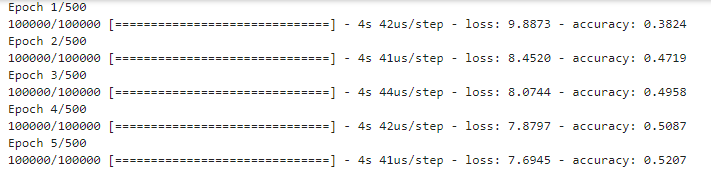 Epoch 1/500
100000/100000 [==============================] - 4s 42us/step - loss: 9.8873 - accuracy: 0.3824
Epoch 2/500
100000/100000 [==============================] - 4s 41us/step - loss: 8.4520 - accuracy: 0.4719
Epoch 3/500
100000/100000 [==============================] - 4s 44us/step - loss: 8.0744 - accuracy: 0.4958
Epoch 4/500
100000/100000 [==============================] - 4s 42us/step - loss: 7.8797 - accuracy: 0.5087
Epoch 5/500
100000/100000 [==============================] - 4s 41us/step - loss: 7.6945 - accuracy: 0.5207